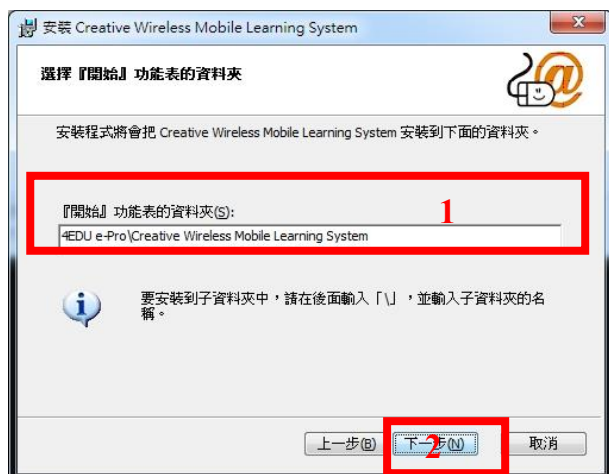 安裝 Creative Wireless Mobile Learning System
選擇『開始』功能表的資料夾
安裝程式將會把 Creative Wireless Mobile Learning System 安裝到下面的資料夾。
『開始』功能表的資料夾(S):
1
4EDU e-Pro\Creative Wireless Mobile Learning System
要安裝到子資料夾中，請在後面輸入「\」，並輸入子資料夾的名
稱。
上一步(B) 下一步(N) 取消
2